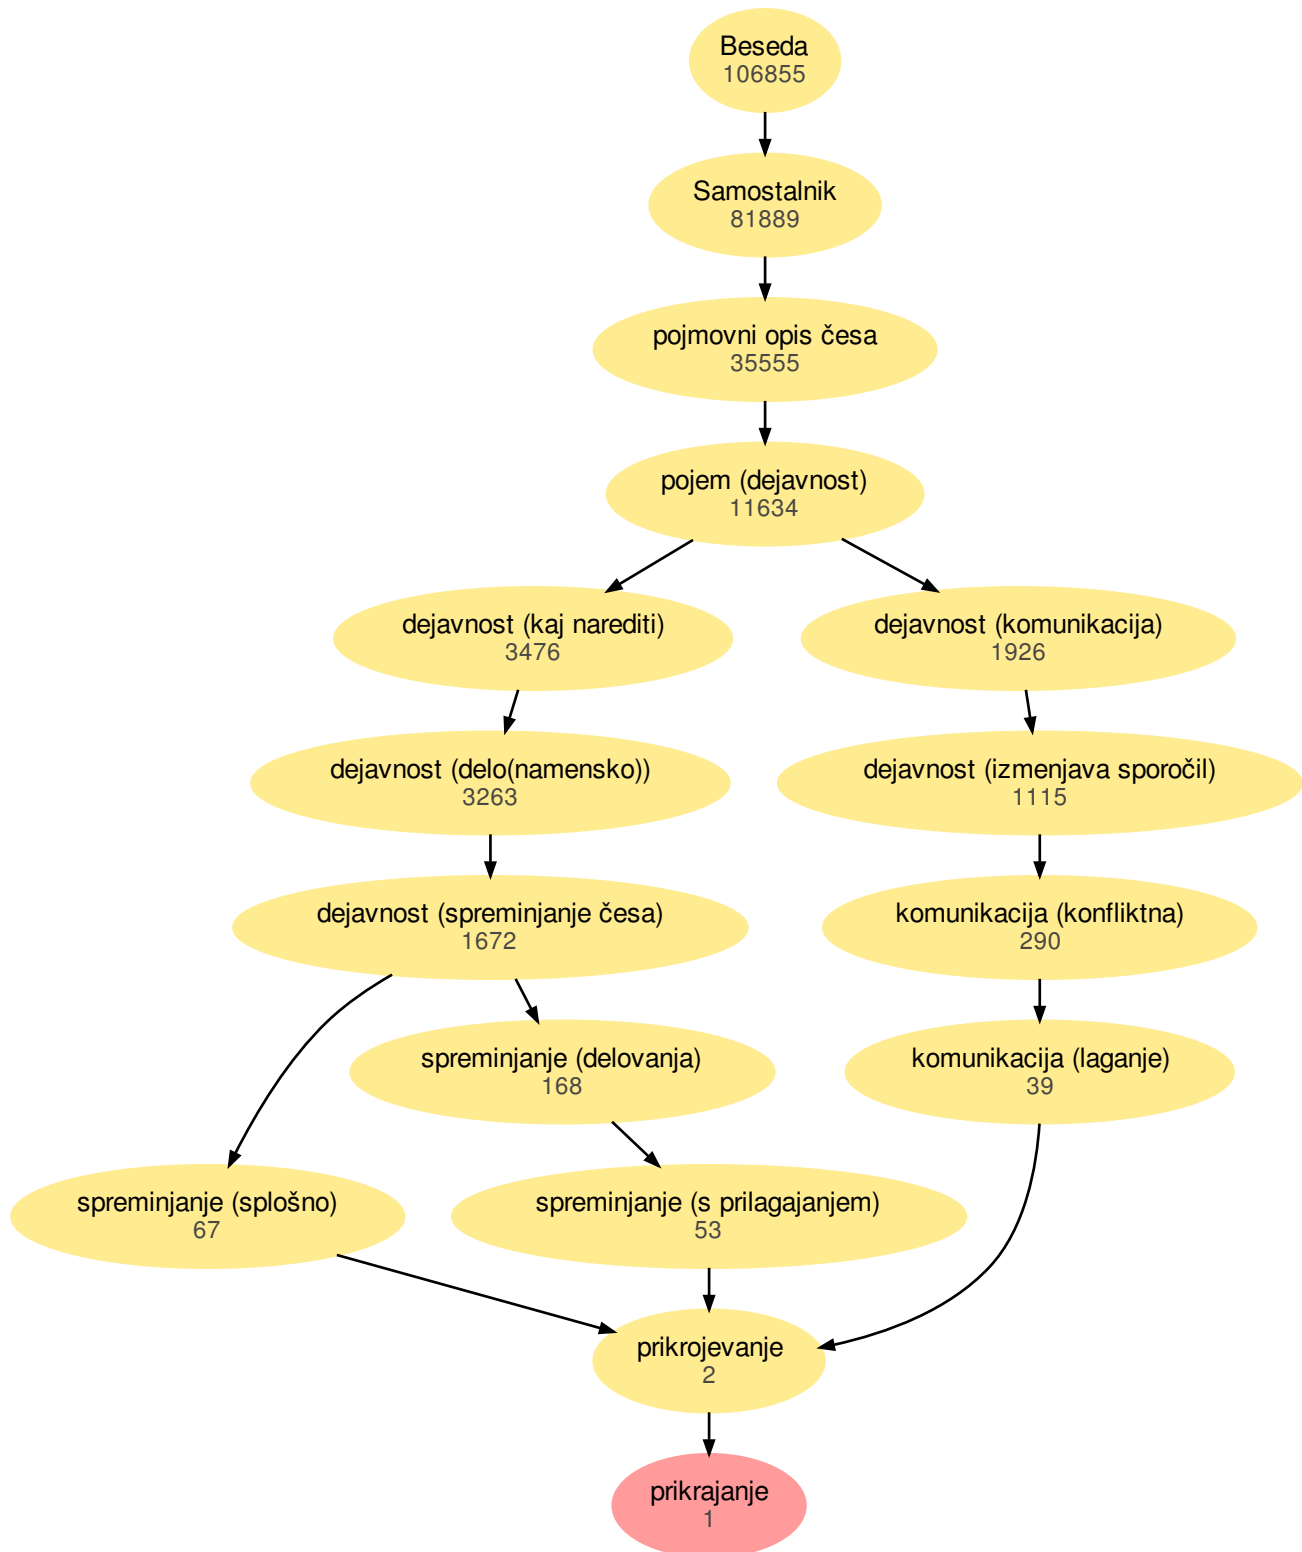 Beseda
106855
Samostalnik
81889
pojmovni opis česa
35555
pojem (dejavnost)
11634
dejavnost (kaj narediti)
3476
dejavnost (komunikacija)
1926
dejavnost (delo(namensko))
3263
dejavnost (izmenjava sporočil)
1115
dejavnost (spreminjanje česa)
1672
komunikacija (konfliktna)
290
spreminjanje (delovanja)
168
komunikacija (laganje)
39
spreminjanje (splošno)
67
spreminjanje (s prilagajanjem)
53
prikrojevanje
2
prikrajanje
1